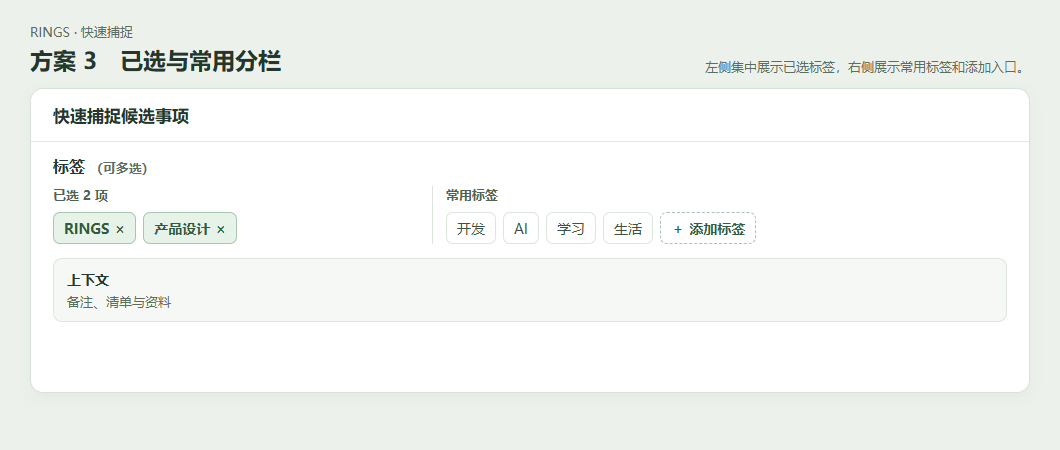 RINGS · 快速捕捉
方案 3　已选与常用分栏
左侧集中展示已选标签，右侧展示常用标签和添加入口。
快速捕捉候选事项
标签 (可多选)
已选 2 项
RINGS × 产品设计 ×
常用标签
开发 AI 学习 生活 + 添加标签
上下文
备注、清单与资料